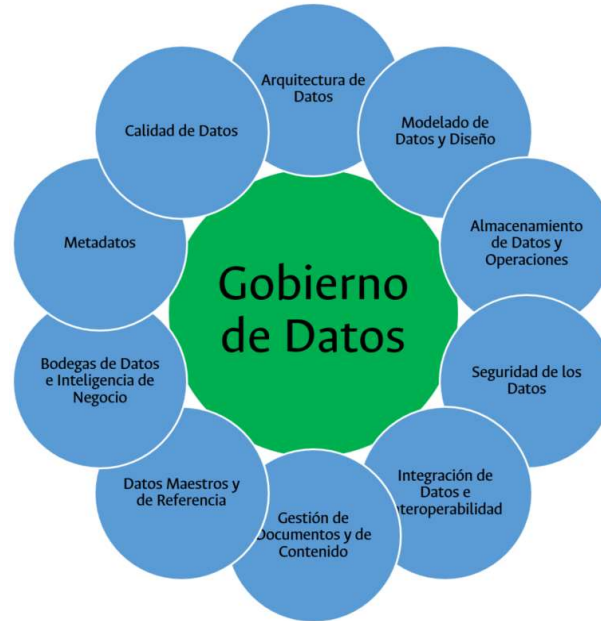 Arquitectura de
Datos
Modelado de
Datos y Diseño
Almacenamiento
de Datos y
Operaciones
Seguridad de los
Datos
Integración de
Datos e
nteroperabilidad
Gestión de
Documentos y de
Contenido
Datos Maestros y
de Referencia
Bodegas de Datos
e Inteligencia de
Negocio
Metadatos
Calidad de Datos
Gobierno
de Datos